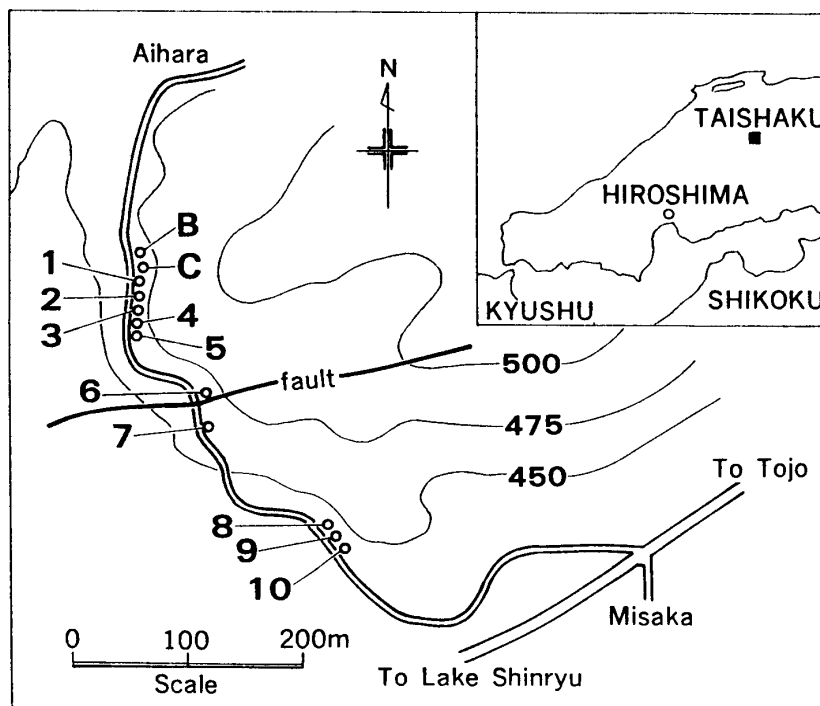 Aihara
N
TAISHAKU
HIROSHIMA
KYUSHU
SHIKOKU
B
C
1
2
3
4
5
6
fault
7
500
475
450
To Tojo
8
9
10
Misaka
0 100 200m
Scale
To Lake Shinryu